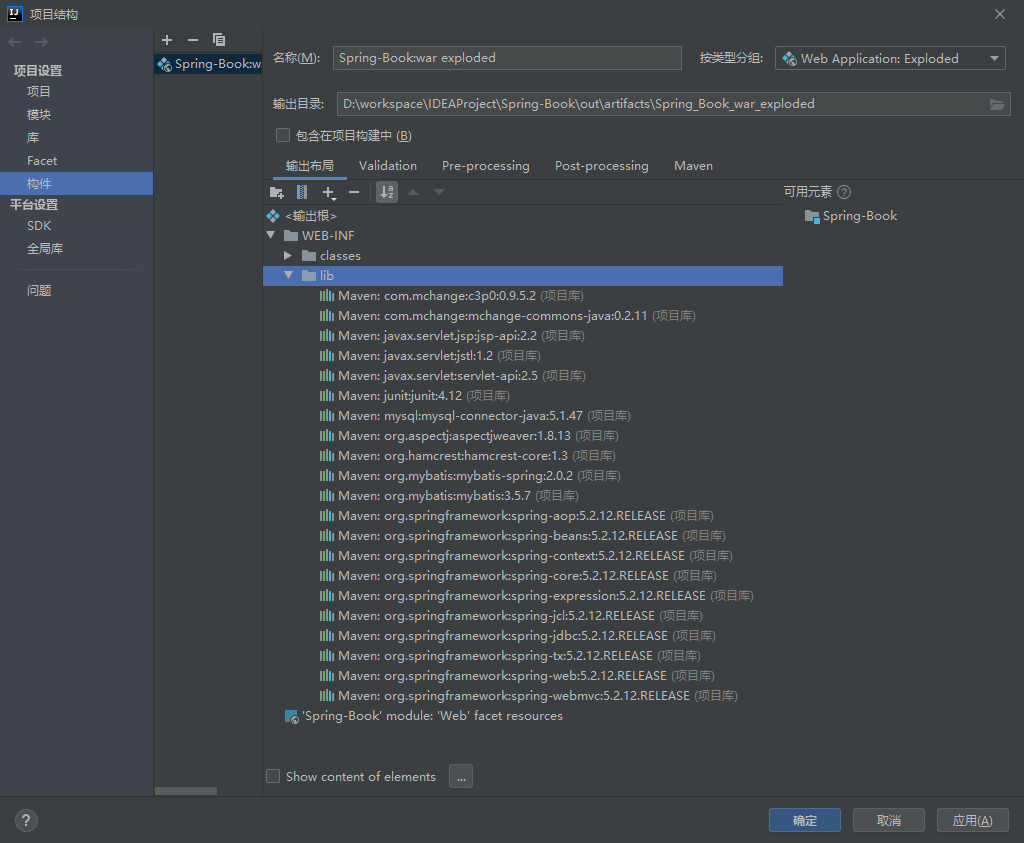 项目结构
项目设置
项目
模块
库
Facet
构件
平台设置
SDK
全局库
问题
Spring-Book:w
名称(M): Spring-Book:war exploded 按类型分组: Web Application: Exploded
输出目录: D:\workspace\IDEAProject\Spring-Book\out\artifacts\Spring_Book_war_exploded
包含在项目构建中 (B)
输出布局 Validation Pre-processing Post-processing Maven
可用元素 ?
Spring-Book
<输出根>
WEB-INF
classes
lib
Maven: com.mchange:c3p0:0.9.5.2 (项目库)
Maven: com.mchange:mchange-commons-java:0.2.11 (项目库)
Maven: javax.servlet.jsp:jsp-api:2.2 (项目库)
Maven: javax.servlet:jstl:1.2 (项目库)
Maven: javax.servlet:servlet-api:2.5 (项目库)
Maven: junit:junit:4.12 (项目库)
Maven: mysql:mysql-connector-java:5.1.47 (项目库)
Maven: org.aspectj:aspectjweaver:1.8.13 (项目库)
Maven: org.hamcrest:hamcrest-core:1.3 (项目库)
Maven: org.mybatis:mybatis-spring:2.0.2 (项目库)
Maven: org.mybatis:mybatis:3.5.7 (项目库)
Maven: org.springframework:spring-aop:5.2.12.RELEASE (项目库)
Maven: org.springframework:spring-beans:5.2.12.RELEASE (项目库)
Maven: org.springframework:spring-context:5.2.12.RELEASE (项目库)
Maven: org.springframework:spring-core:5.2.12.RELEASE (项目库)
Maven: org.springframework:spring-expression:5.2.12.RELEASE (项目库)
Maven: org.springframework:spring-jcl:5.2.12.RELEASE (项目库)
Maven: org.springframework:spring-jdbc:5.2.12.RELEASE (项目库)
Maven: org.springframework:spring-tx:5.2.12.RELEASE (项目库)
Maven: org.springframework:spring-web:5.2.12.RELEASE (项目库)
Maven: org.springframework:spring-webmvc:5.2.12.RELEASE (项目库)
'Spring-Book' module: 'Web' facet resources
Show content of elements ...
? 确定 取消 应用(A)